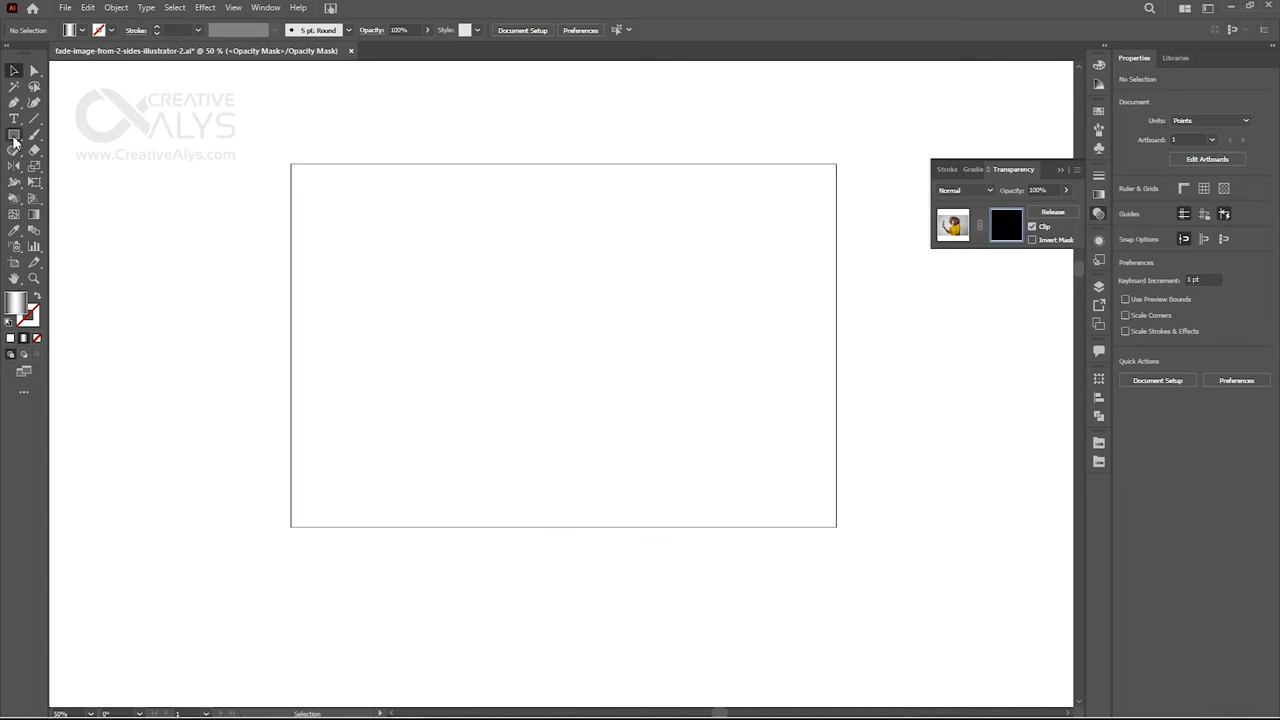 File Edit Object Type Select Effect View Window Help
No Selection Stroke: 5 pt. Round Opacity: 100% Style: Document Setup Preferences
fade-image-from-2-sides-illustrator-2.ai* @ 50 % (<Opacity Mask>/Opacity Mask) ×
CREATIVE
ALYS
www.CreativeAlys.com
Stroke Gradie Transparency
Normal Opacity: 100%
Release
Clip
Invert Mask
Properties Libraries
No Selection
Document
Units: Points
Artboard: 1
Edit Artboards
Ruler & Grids
Guides
Snap Options
Preferences
Keyboard Increment: 1 pt
Use Preview Bounds
Scale Corners
Scale Strokes & Effects
Quick Actions
Document Setup Preferences
50% 0° 1 Selection